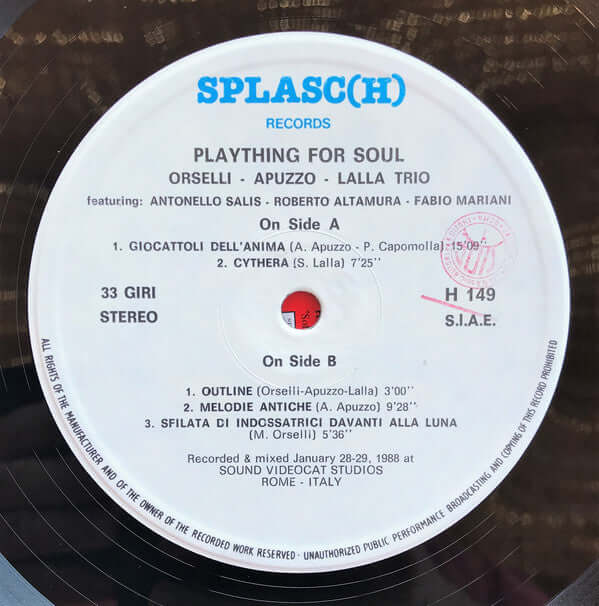 SPLASC(H)
RECORDS
PLAYTHING FOR SOUL
ORSELLI - APUZZO - LALLA TRIO
featuring: ANTONELLO SALIS - ROBERTO ALTAMURA - FABIO MARIANI
On Side A
1. GIOCATTOLI DELL'ANIMA (A. Apuzzo - P. Capomolla) 15'09"
2. CYTHERA (S. Lalla) 7'25''
33 GIRI
STEREO
H 149
S.I.A.E.
On Side B
1. OUTLINE (Orselli-Apuzzo-Lalla) 3'00''
2. MELODIE ANTICHE (A. Apuzzo) 9'28''
3. SFILATA DI INDOSSATRICI DAVANTI ALLA LUNA
(M. Orselli) 5'36''
Recorded & mixed January 28-29, 1988 at
SOUND VIDEOCAT STUDIOS
ROME - ITALY
ALL RIGHTS OF THE MANUFACTURER AND OF THE OWNER OF THE RECORDED WORK RESERVED - UNAUTHORIZED PUBLIC PERFORMANCE BROADCASTING AND COPYING OF THIS RECORD PROHIBITED